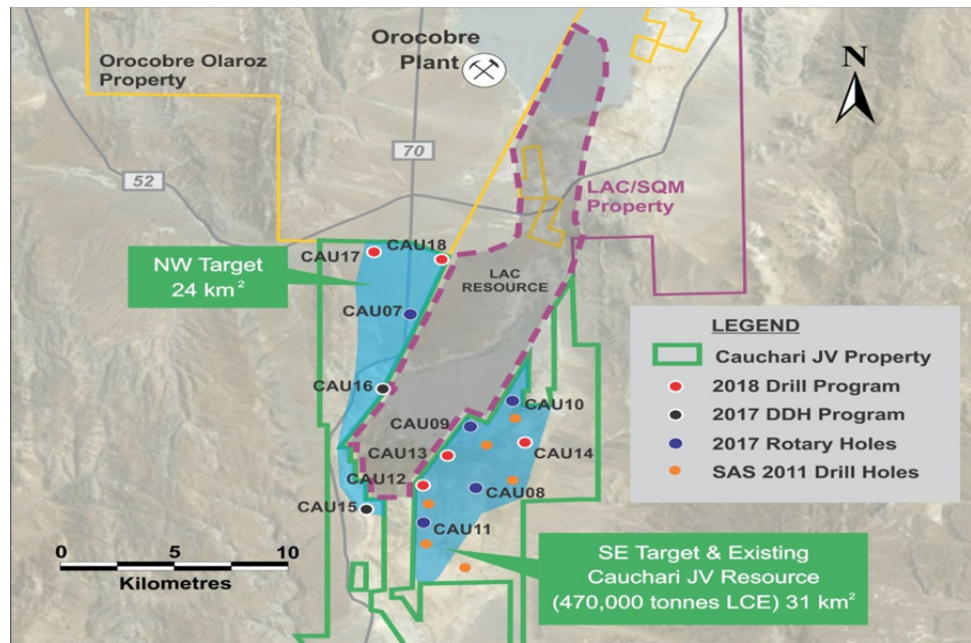 Orocobre
Plant
Orocobre Olaroz
Property
N
70
52
LAC/SQM
Property
CAU18
CAU17
NW Target
24 km²
LAC
RESOURCE
CAU07
LEGEND
Cauchari JV Property
2018 Drill Program
2017 DDH Program
2017 Rotary Holes
SAS 2011 Drill Holes
CAU16
CAU10
CAU09
CAU13
CAU14
CAU12
CAU08
CAU15
CAU11
0 5 10
Kilometres
SE Target & Existing
Cauchari JV Resource
(470,000 tonnes LCE) 31 km²